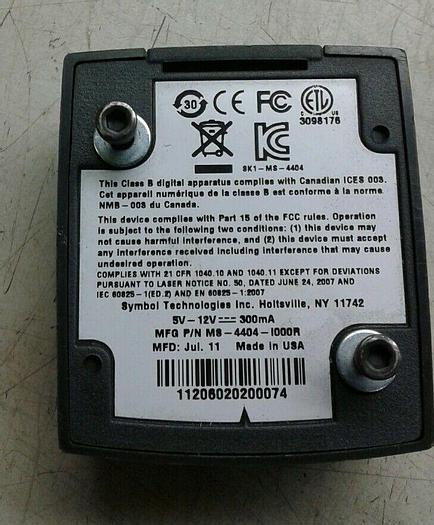 30 CE FC ETL
C US
3098176
SK1-MS-4404
This Class B digital apparatus complies with Canadian ICES 003.
Cet appareil numérique de la classe B est conforme à la norme
NMB-003 du Canada.
This device complies with Part 15 of the FCC rules. Operation
is subject to the following two conditions: (1) this device may
not cause harmful interference, and (2) this device must accept
any interference received including interference that may cause
undesired operation.
COMPLIES WITH 21 CFR 1040.10 AND 1040.11 EXCEPT FOR DEVIATIONS
PURSUANT TO LASER NOTICE NO. 50, DATED JUNE 24, 2007 AND
IEC 60825-1(ED.2) AND EN 60825-1:2007
Symbol Technologies Inc. Holtsville, NY 11742
5V-12V 300mA
MFG P/N MS-4404-I000R
MFD: Jul. 11 Made in USA
11206020200074